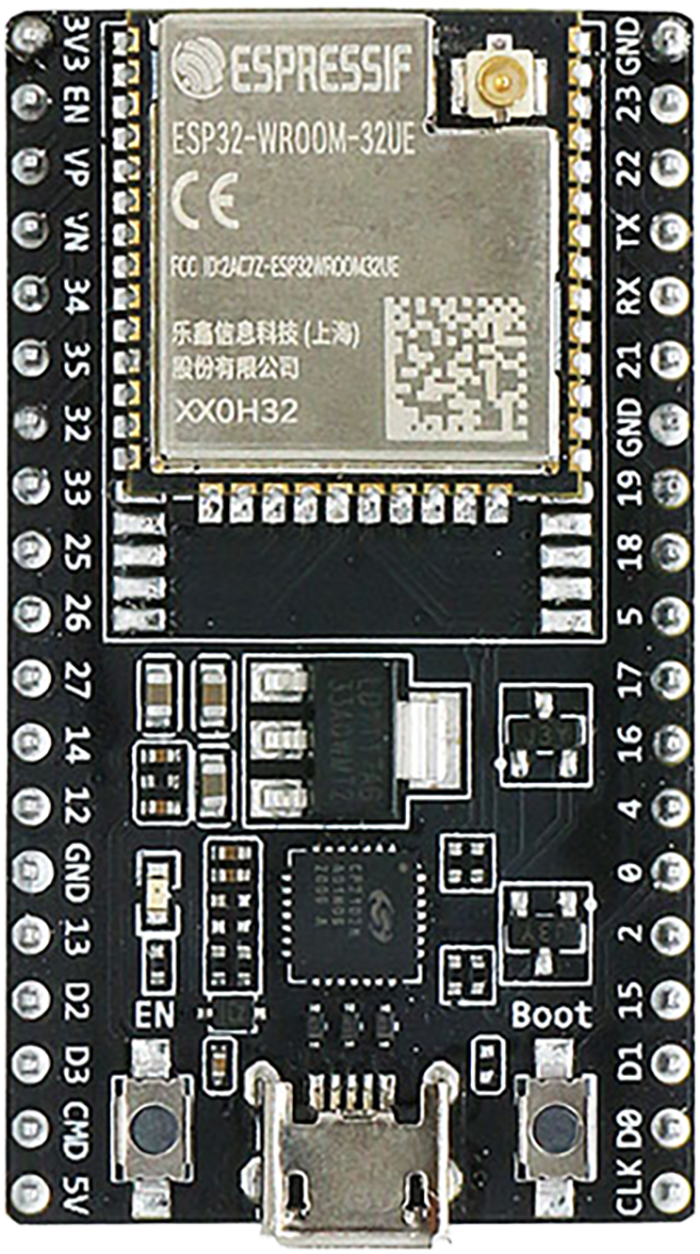 3V3
EN
VP
VN
34
35
32
33
25
26
27
14
12
GND
13
D2
D3
CMD
5V
ESPRESSIF
ESP32-WROOM-32UE
CE
FCC ID:2AC7Z-ESP32WROOM32UE
乐鑫信息科技(上海)
股份有限公司
XX0H32
EN
Boot
GND
23
22
TX
RX
21
GND
19
18
5
17
16
4
0
2
15
D1
D0
CLK